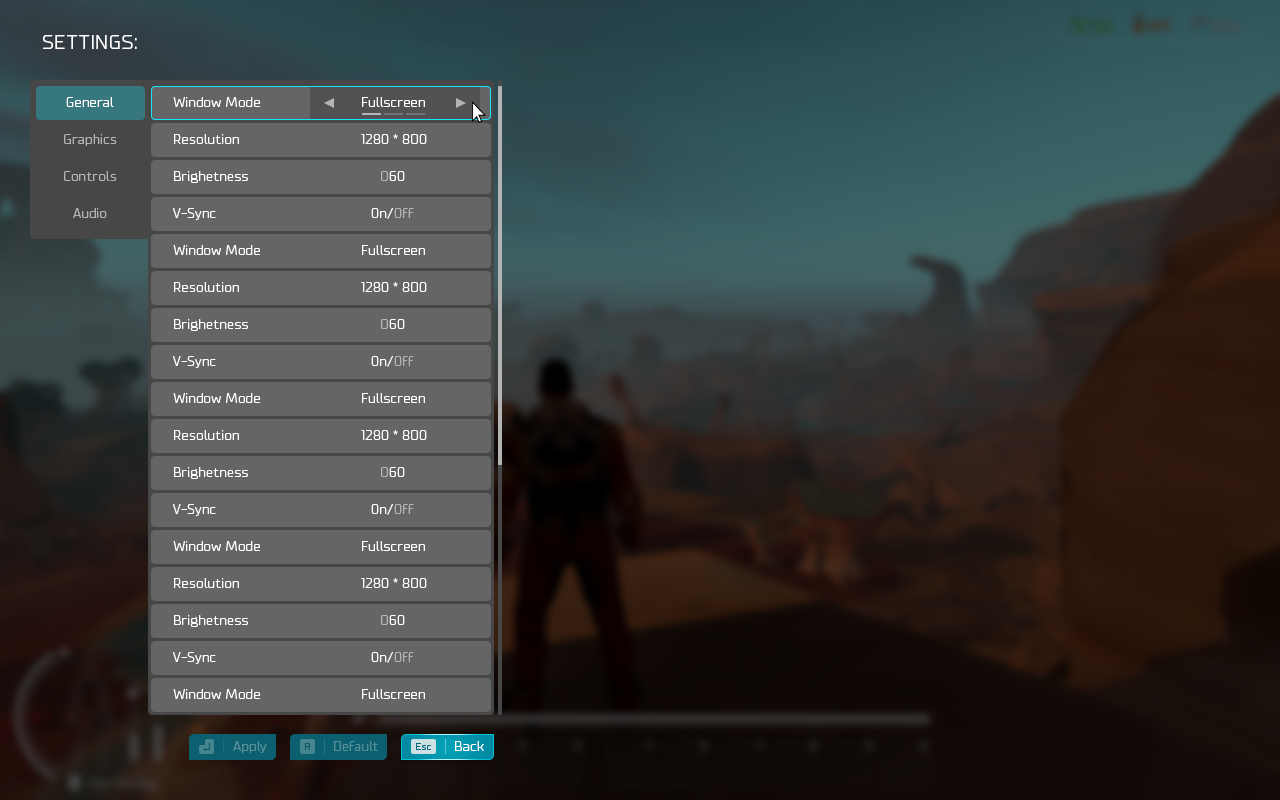 SETTINGS:
General
Graphics
Controls
Audio
Window Mode Fullscreen
Resolution 1280 * 800
Brighetness 060
V-Sync On/OFF
Window Mode Fullscreen
Resolution 1280 * 800
Brighetness 060
V-Sync On/OFF
Window Mode Fullscreen
Resolution 1280 * 800
Brighetness 060
V-Sync On/OFF
Window Mode Fullscreen
Resolution 1280 * 800
Brighetness 060
V-Sync On/OFF
Window Mode Fullscreen
Apply R Default Esc Back